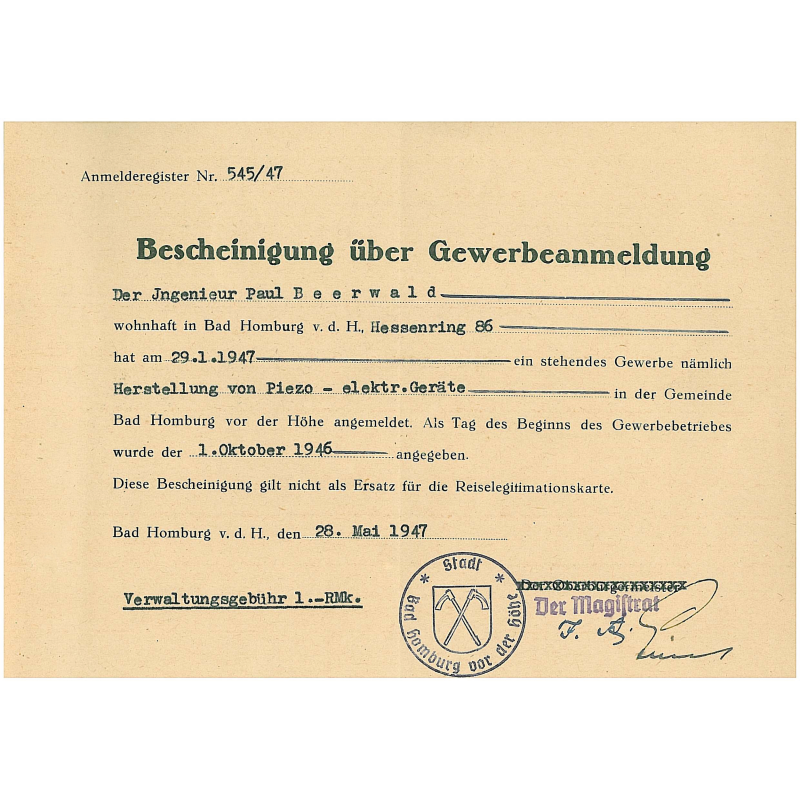 Anmelderegister Nr. 545/47
Bescheinigung über Gewerbeanmeldung
Der Jngenieur Paul B e e r w a l d
wohnhaft in Bad Homburg v. d. H., Hessenring 86
hat am 29.1.1947 ein stehendes Gewerbe nämlich
Herstellung von Piezo - elektr.Geräte in der Gemeinde
Bad Homburg vor der Höhe angemeldet. Als Tag des Beginns des Gewerbebetriebes
wurde der 1.Oktober 1946 angegeben.
Diese Bescheinigung gilt nicht als Ersatz für die Reiselegitimationskarte.
Bad Homburg v. d. H., den 28. Mai 1947
Verwaltungsgebühr 1.-RMk.
* Stadt *
Bad Homburg vor der Höhe
Der Oberbürgermeister
Der Magistrat